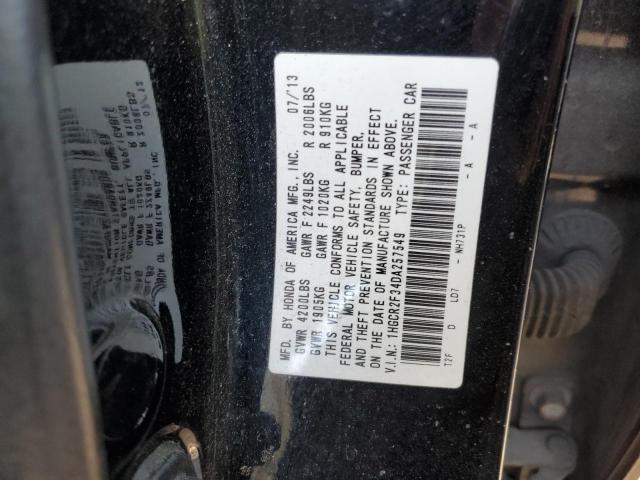 MFD. BY HONDA OF AMERICA MFG., INC. 07/13
GVWR 4200LBS GAWR F 2249LBS R 2006LBS
GVWR 1905KG GAWR F 1020KG R 910KG
THIS VEHICLE CONFORMS TO ALL APPLICABLE
FEDERAL MOTOR VEHICLE SAFETY, BUMPER,
AND THEFT PREVENTION STANDARDS IN EFFECT
ON THE DATE OF MANUFACTURE SHOWN ABOVE.
V.I.N.: 1HGCR2F34DA257549 TYPE: PASSENGER CAR
T2F D LD7 - NH731P - A - A